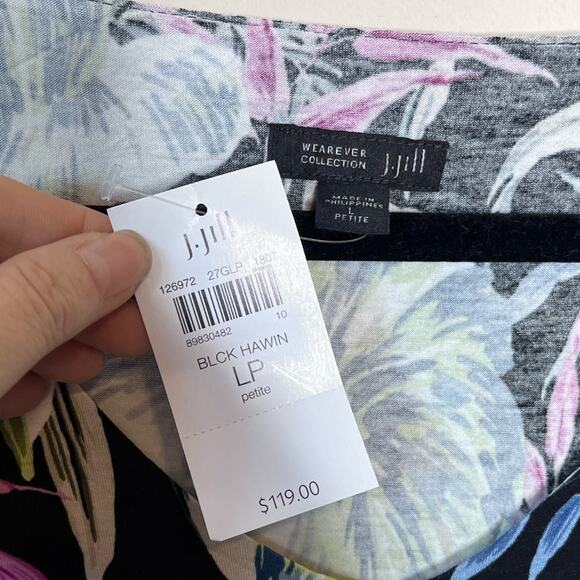 WEAREVER
COLLECTION
J.Jill
MADE IN
PHILIPPINES
L
PETITE
J.Jill
126972 27GLP 1807
89830482 10
BLCK HAWIN
LP
petite
$119.00